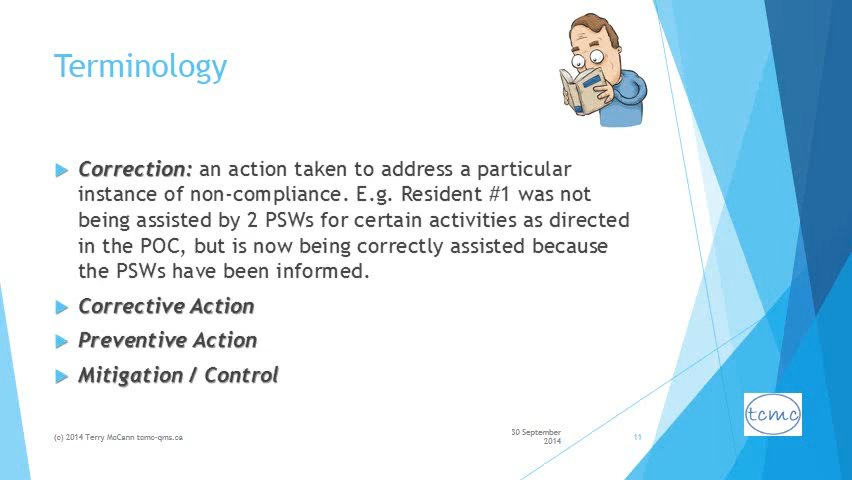 Terminology
Correction: an action taken to address a particular
instance of non-compliance. E.g. Resident #1 was not
being assisted by 2 PSWs for certain activities as directed
in the POC, but is now being correctly assisted because
the PSWs have been informed.
Corrective Action
Preventive Action
Mitigation / Control
tcmc
(c) 2014 Terry McCann tcmc-qms.ca
30 September
2014
11